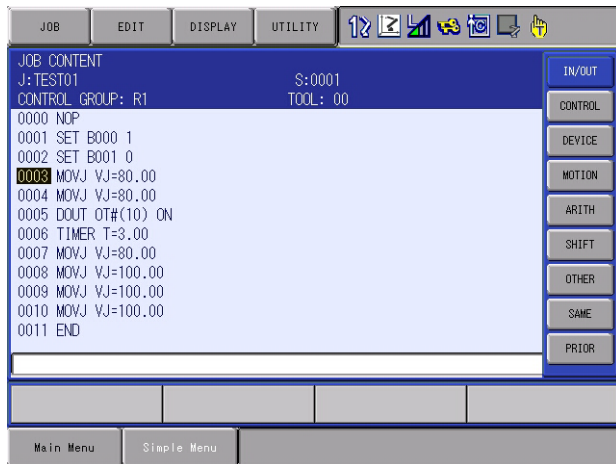 JOB EDIT DISPLAY UTILITY
JOB CONTENT
J:TEST01 S:0001
CONTROL GROUP: R1 TOOL: 00
0000 NOP
0001 SET B000 1
0002 SET B001 0
0003 MOVJ VJ=80.00
0004 MOVJ VJ=80.00
0005 DOUT OT#(10) ON
0006 TIMER T=3.00
0007 MOVJ VJ=80.00
0008 MOVJ VJ=100.00
0009 MOVJ VJ=100.00
0010 MOVJ VJ=100.00
0011 END
IN/OUT
CONTROL
DEVICE
MOTION
ARITH
SHIFT
OTHER
SAME
PRIOR
Main Menu Simple Menu